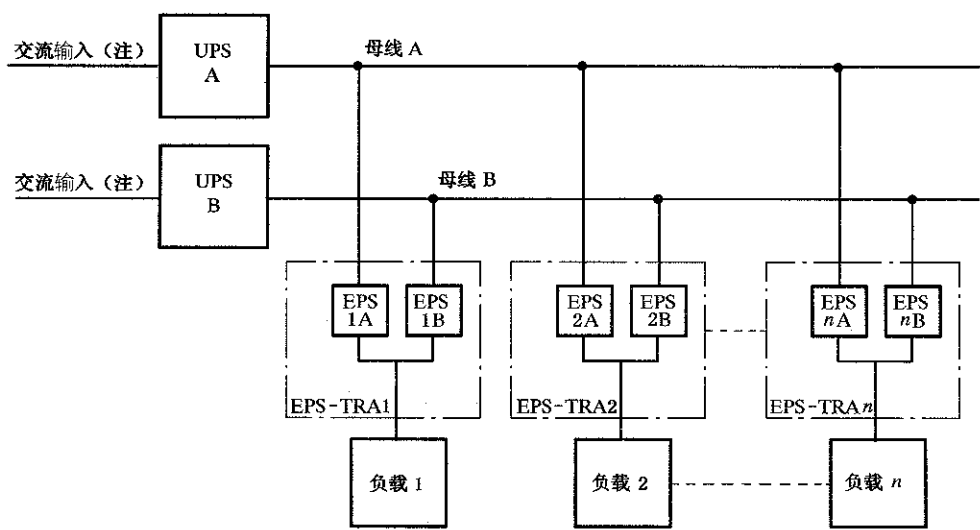 交流输入（注）
UPS
A
母线 A
交流输入（注）
UPS
B
母线 B
EPS
1A
EPS
1B
EPS-TRA1
EPS
2A
EPS
2B
EPS-TRA2
EPS
nA
EPS
nB
EPS-TRAn
负载 1
负载 2
负载 n